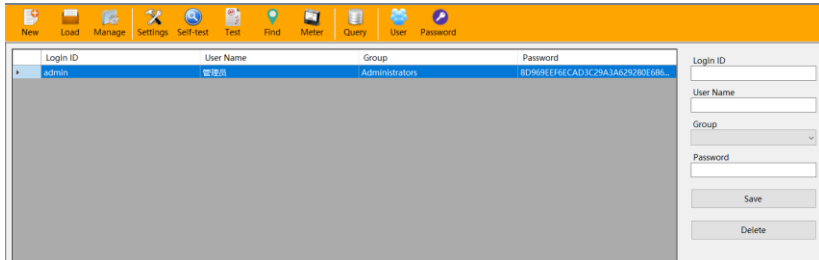 New Load Manage Settings Self-test Test Find Meter Query User Password
Login ID User Name Group Password
admin 管理员 Administrators 8D969EEF6ECAD3C29A3A629280E686...
Login ID
User Name
Group
Password
Save
Delete